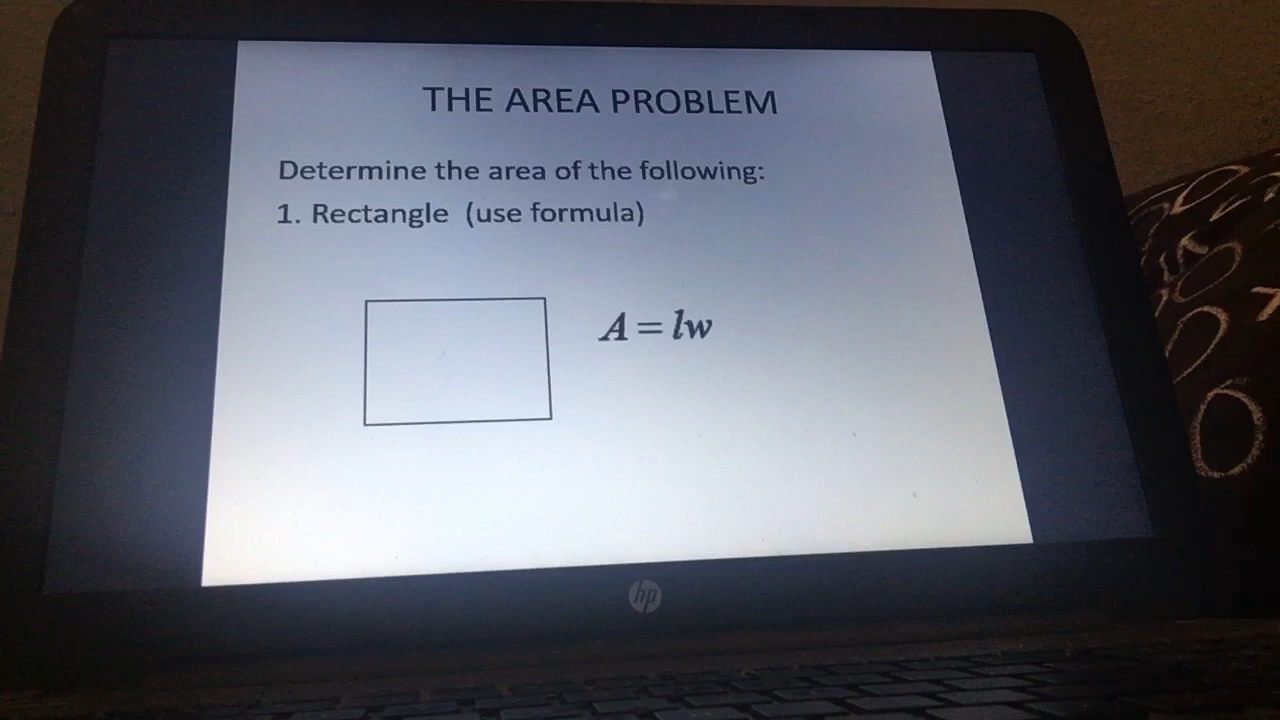 THE AREA PROBLEM
Determine the area of the following:
1. Rectangle (use formula)
A = lw
hp